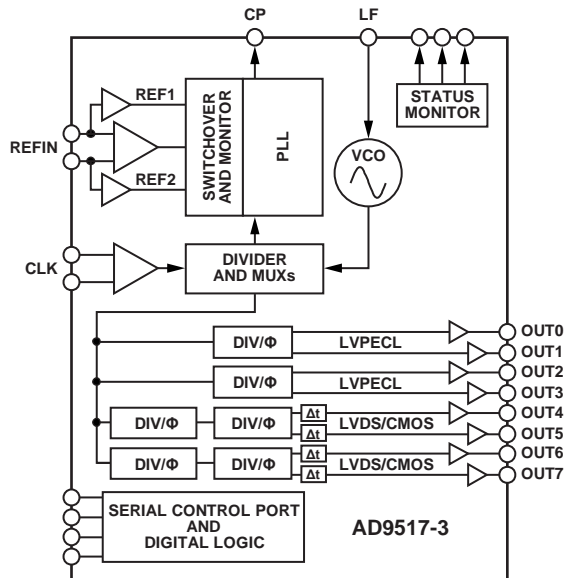 CP
LF
REF1
STATUS
MONITOR
REFIN
SWITCHOVER
AND MONITOR
PLL
VCO
REF2
CLK
DIVIDER
AND MUXs
DIV/Φ
LVPECL
OUT0
OUT1
DIV/Φ
LVPECL
OUT2
OUT3
DIV/Φ
DIV/Φ
Δt
Δt
LVDS/CMOS
OUT4
OUT5
DIV/Φ
DIV/Φ
Δt
Δt
LVDS/CMOS
OUT6
OUT7
SERIAL CONTROL PORT
AND
DIGITAL LOGIC
AD9517-3